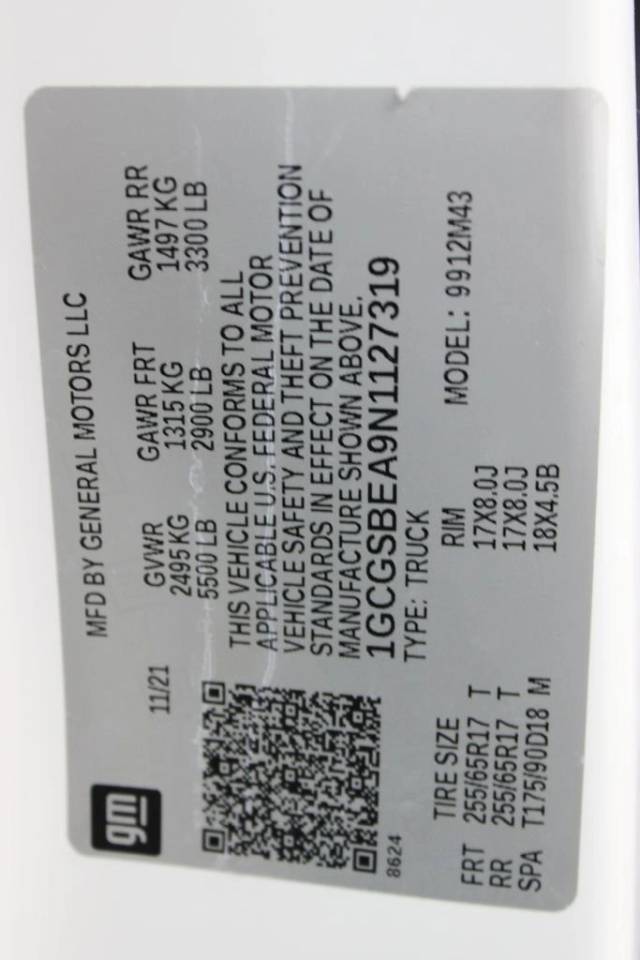 gm
MFD BY GENERAL MOTORS LLC
11/21
GVWR GAWR FRT GAWR RR
2495 KG 1315 KG 1497 KG
5500 LB 2900 LB 3300 LB
THIS VEHICLE CONFORMS TO ALL
APPLICABLE U.S. FEDERAL MOTOR
VEHICLE SAFETY AND THEFT PREVENTION
STANDARDS IN EFFECT ON THE DATE OF
MANUFACTURE SHOWN ABOVE.
1GCGSBEA9N1127319
8624
TYPE: TRUCK
TIRE SIZE RIM MODEL: 9912M43
FRT 255/65R17 T 17X8.0J
RR 255/65R17 T 17X8.0J
SPA T175/90D18 M 18X4.5B